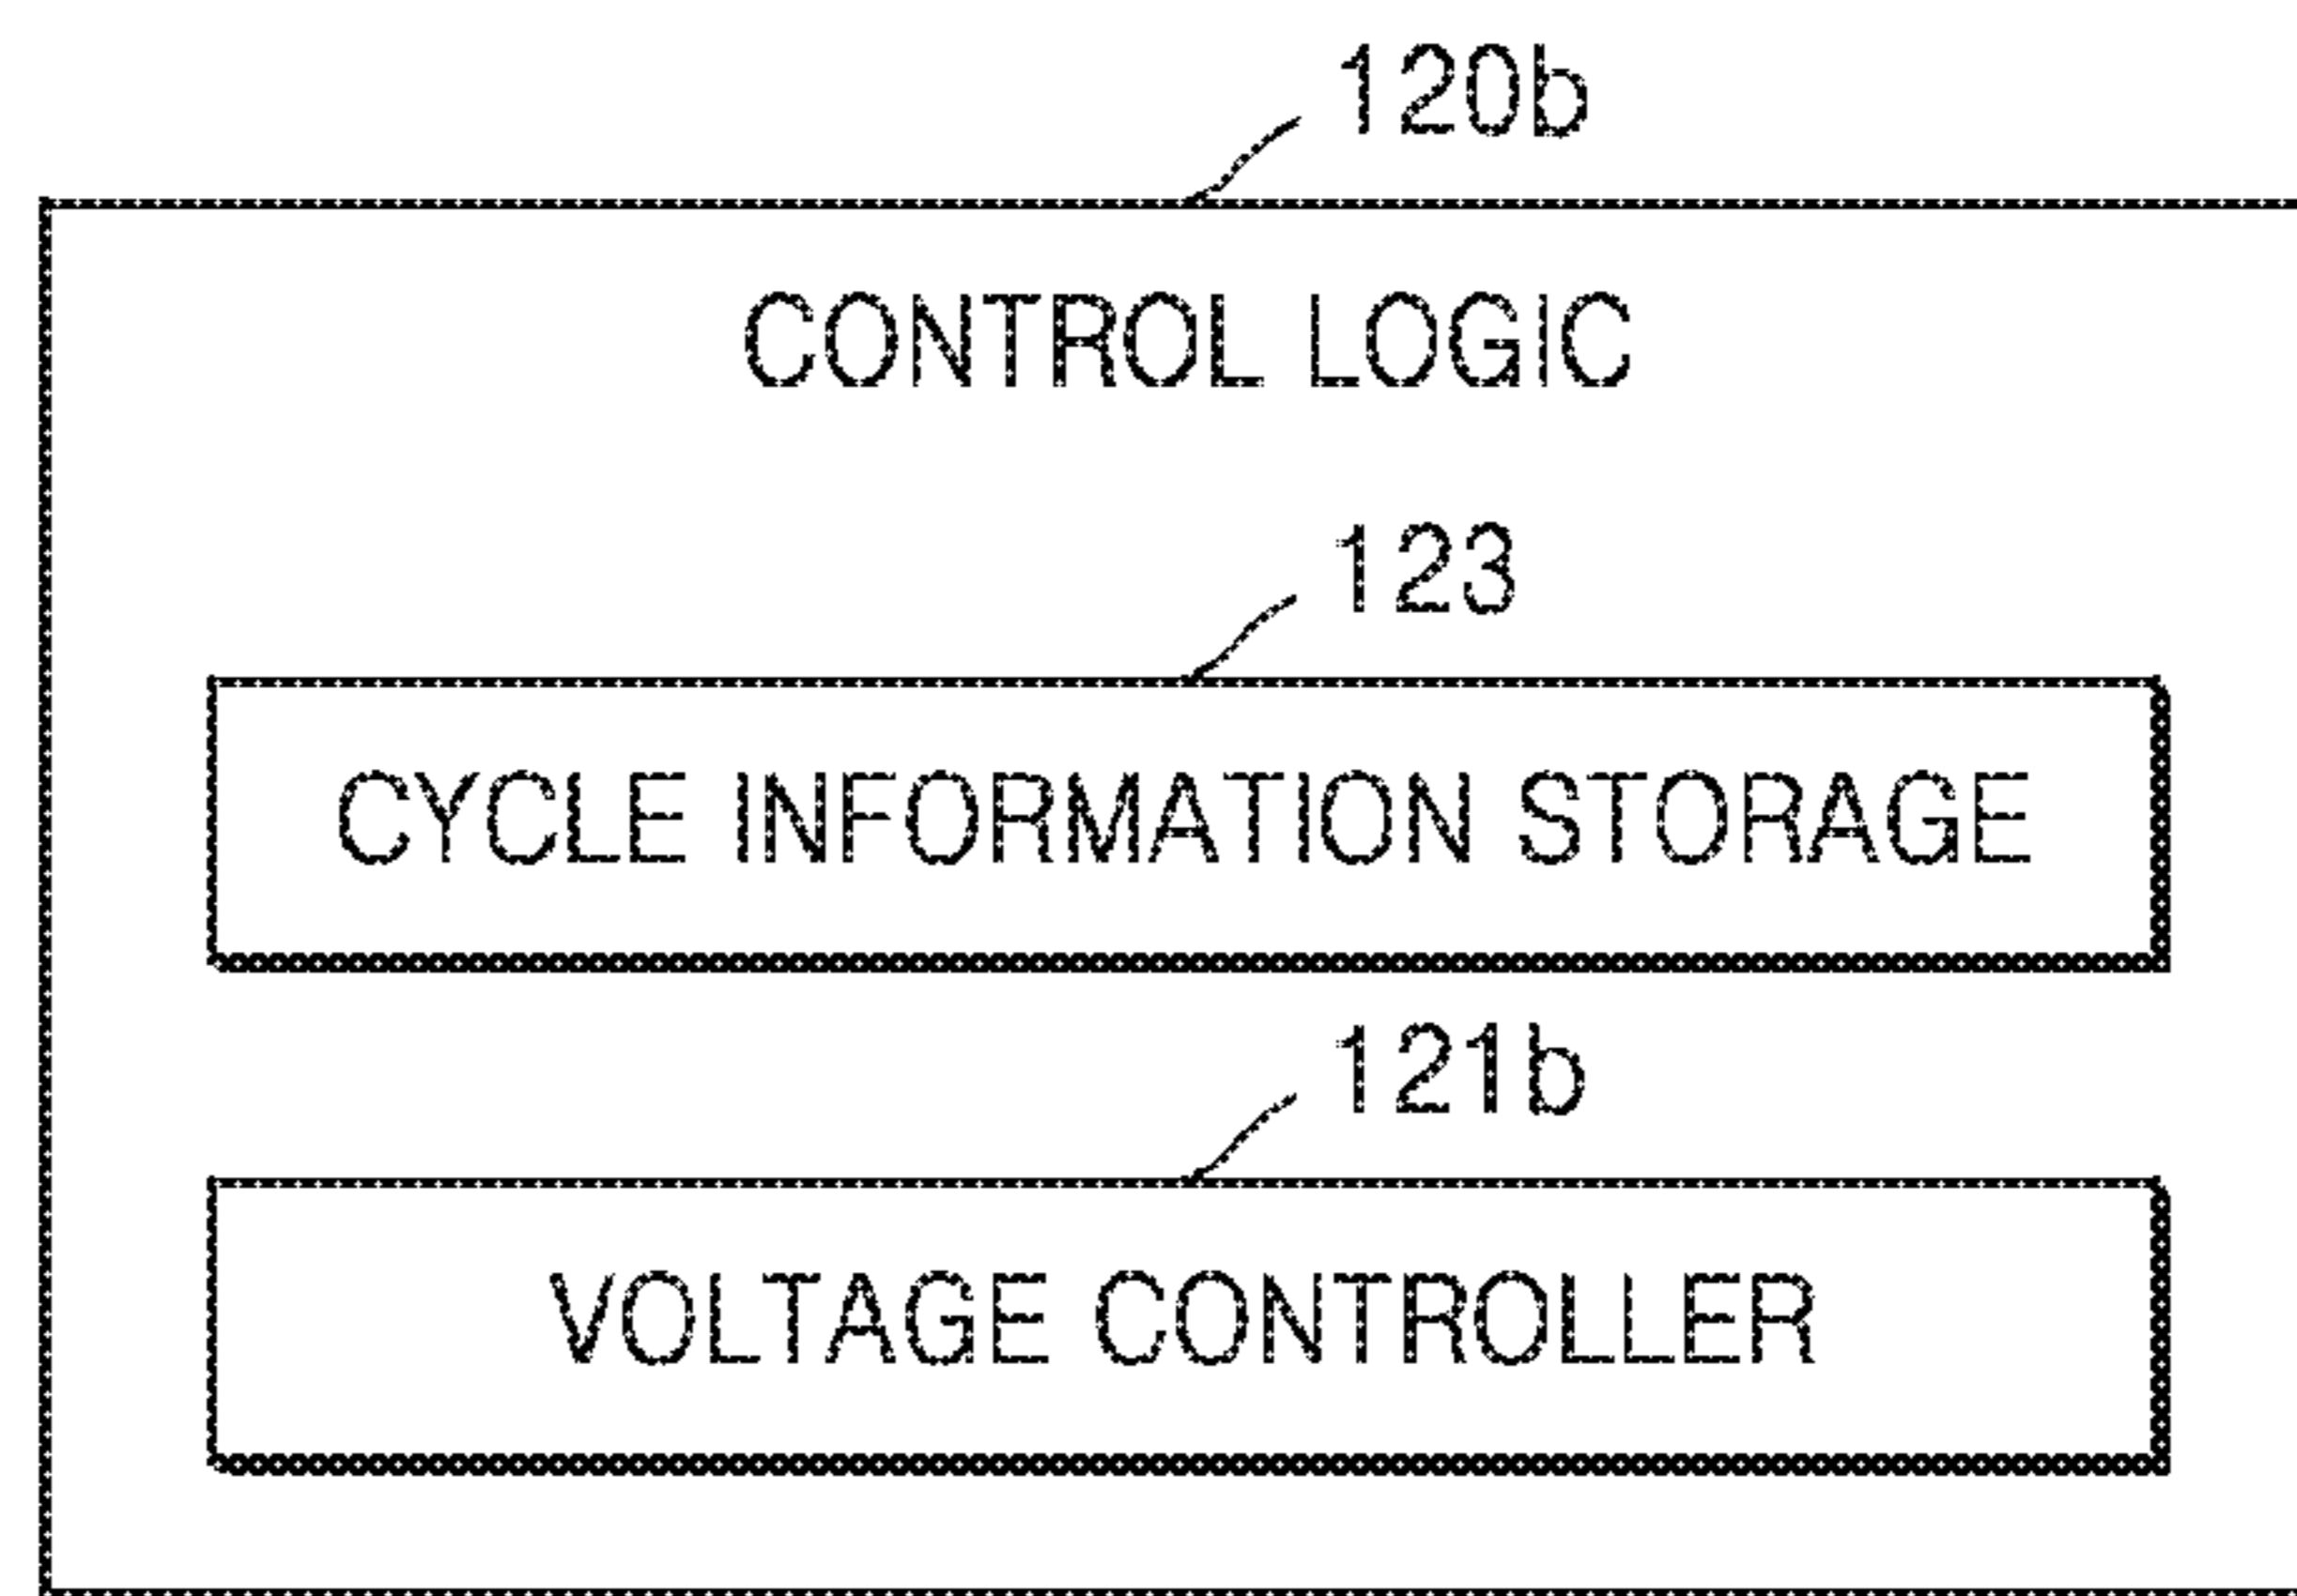 120b
CONTROL LOGIC
123
CYCLE INFORMATION STORAGE
121b
VOLTAGE CONTROLLER